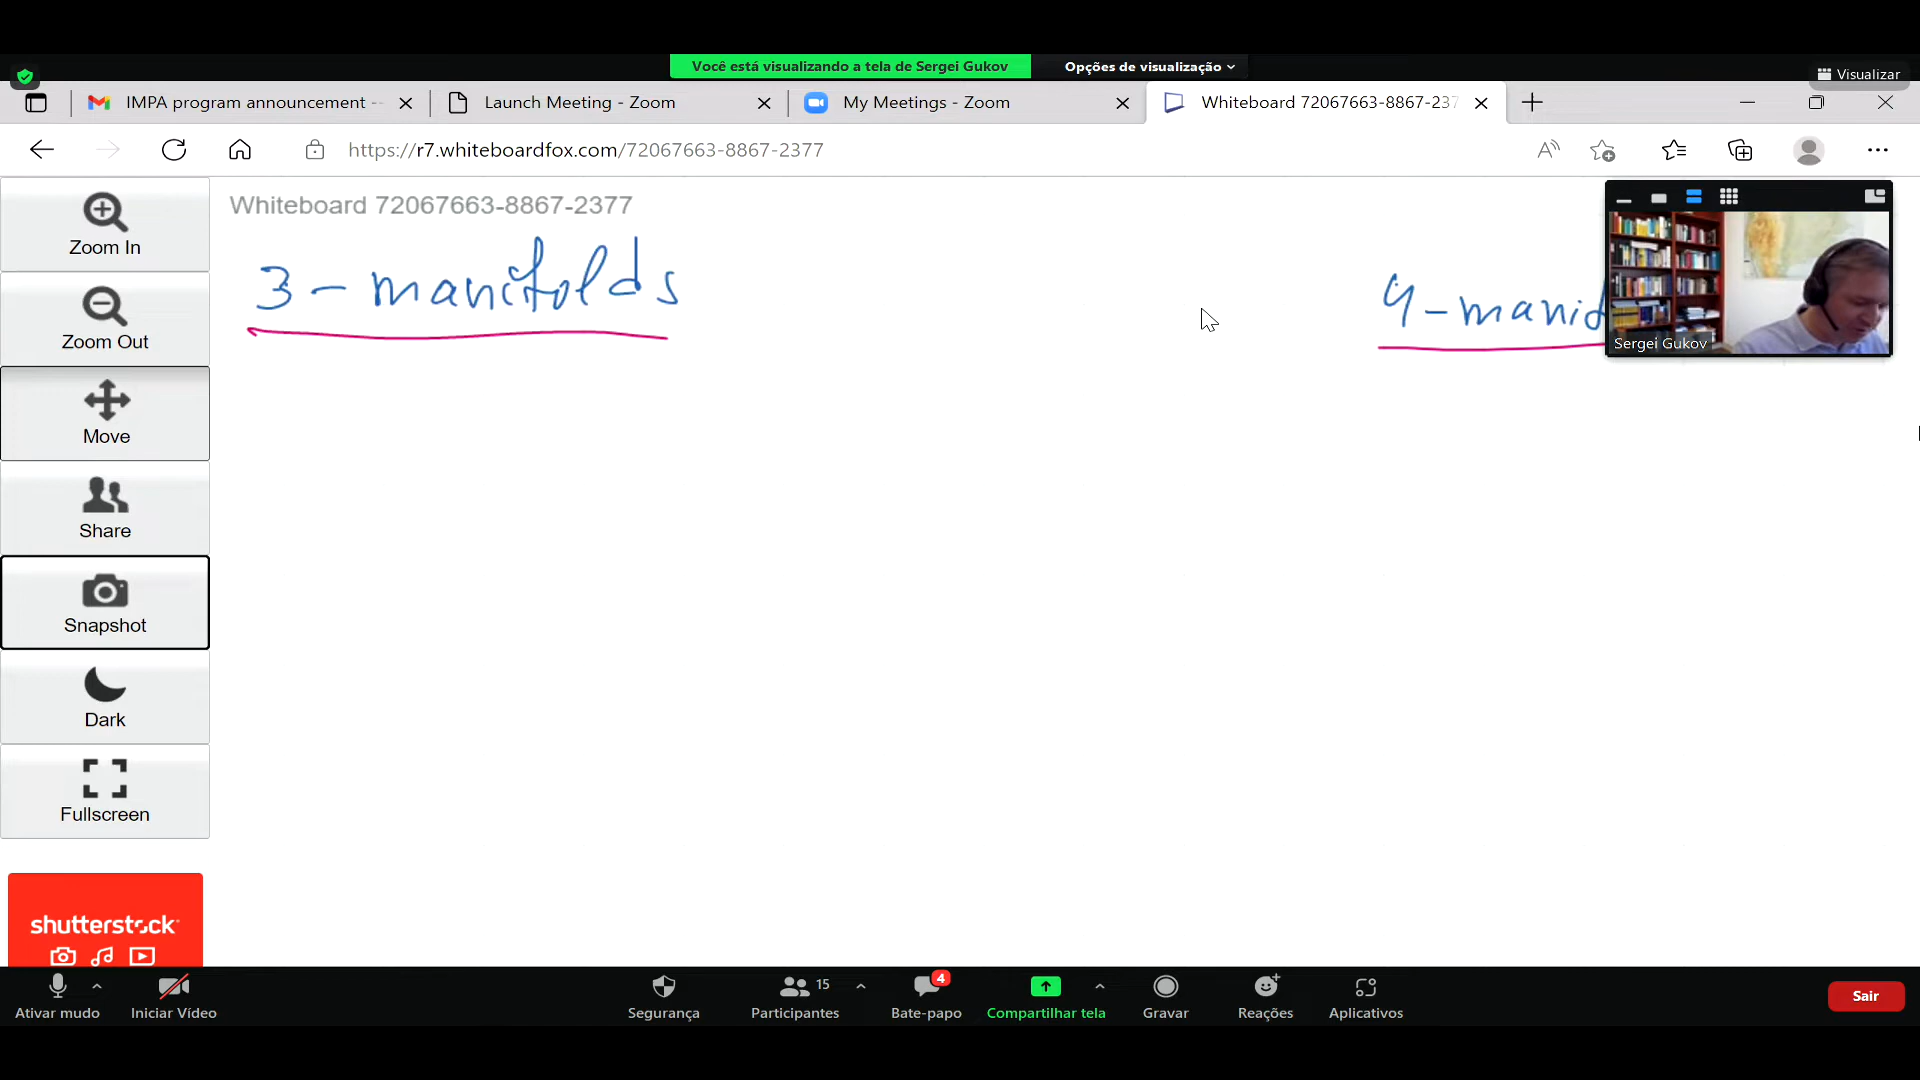 Você está visualizando a tela de Sergei Gukov
Opções de visualização
Visualizar
IMPA program announcement -
Launch Meeting - Zoom
My Meetings - Zoom
Whiteboard 72067663-8867-237
https://r7.whiteboardfox.com/72067663-8867-2377
Whiteboard 72067663-8867-2377
3-manifolds
4-manif
Sergei Gukov
Zoom In
Zoom Out
Move
Share
Snapshot
Dark
Fullscreen
shutterstock
Ativar mudo
Iniciar Vídeo
Segurança
Participantes
15
Bate-papo
4
Compartilhar tela
Gravar
Reações
Aplicativos
Sair